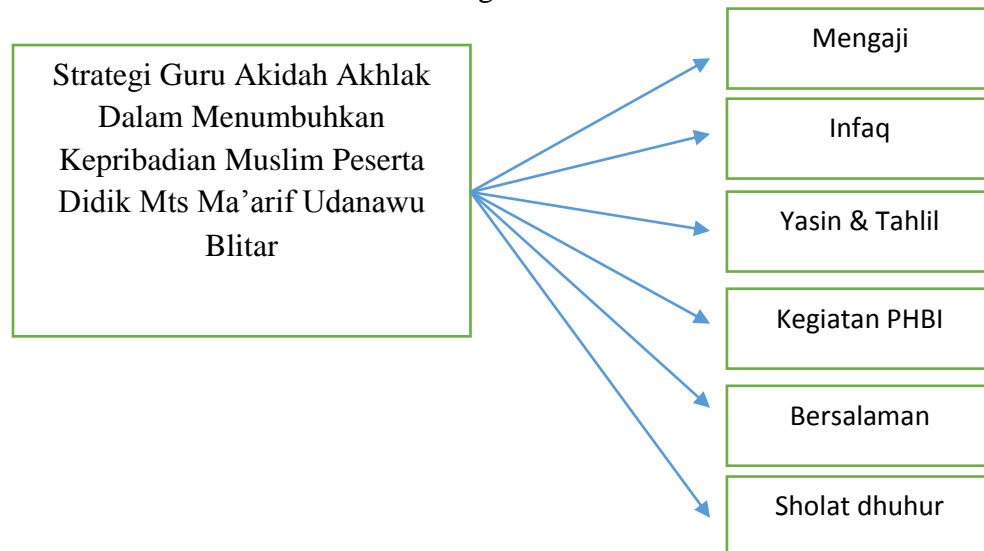 Strategi Guru Akidah Akhlak
Dalam Menumbuhkan
Kepribadian Muslim Peserta
Didik Mts Ma’arif Udanawu
Blitar
Mengaji
Infaq
Yasin & Tahlil
Kegiatan PHBI
Bersalaman
Sholat dhuhur